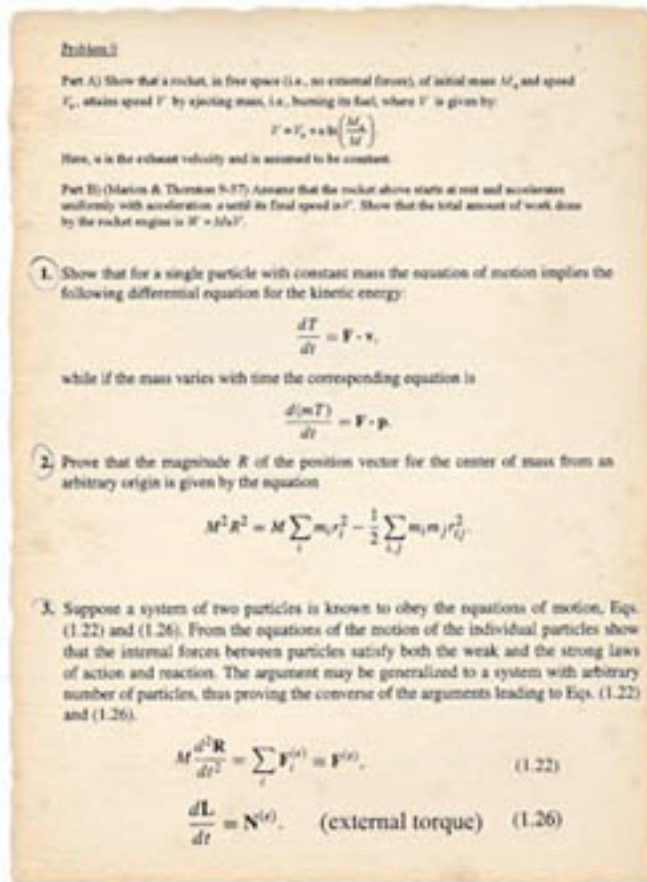 Part A) Show that a rocket, in free space (i.e., no external forces), of initial mass M₀ and speed
V₀, attains speed V by ejecting mass, i.e., burning its fuel, where V is given by:
V = V₀ + u ln(M₀/M)
Here, u is the exhaust velocity and is assumed to be constant.
Part B) (Marion & Thornton 9-57) Assume that the rocket above starts at rest and accelerates
uniformly with acceleration a until its final speed is V. Show that the total amount of work done
by the rocket engine is W = MuV.
1. Show that for a single particle with constant mass the equation of motion implies the
following differential equation for the kinetic energy:
dT/dt = F · v,
while if the mass varies with time the corresponding equation is
d(mT)/dt = F · p.
2. Prove that the magnitude R of the position vector for the center of mass from an
arbitrary origin is given by the equation
M²R² = M ∑ᵢ mᵢrᵢ² − ½ ∑ᵢ,ⱼ mᵢmⱼrᵢⱼ².
3. Suppose a system of two particles is known to obey the equations of motion, Eqs.
(1.22) and (1.26). From the equations of the motion of the individual particles show
that the internal forces between particles satisfy both the weak and the strong laws
of action and reaction. The argument may be generalized to a system with arbitrary
number of particles, thus proving the converse of the arguments leading to Eqs. (1.22)
and (1.26).
M d²R/dt² = ∑ᵢ Fᵢ⁽ᵉ⁾ ≡ F⁽ᵉ⁾. (1.22)
dL/dt = N⁽ᵉ⁾. (external torque) (1.26)